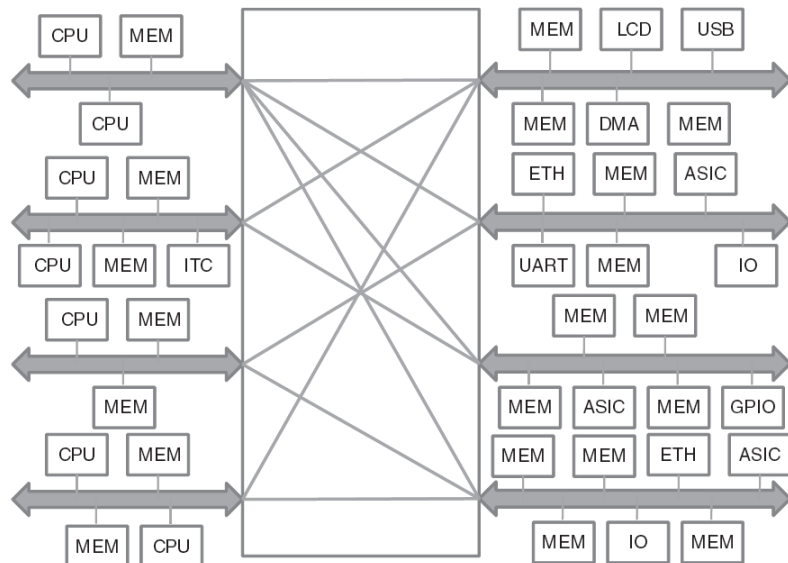 CPU MEM
CPU
CPU MEM
CPU MEM ITC
CPU MEM
MEM
CPU MEM
MEM CPU
MEM LCD USB
MEM DMA MEM
ETH MEM ASIC
UART MEM IO
MEM MEM
MEM ASIC MEM GPIO
MEM MEM ETH ASIC
MEM IO MEM